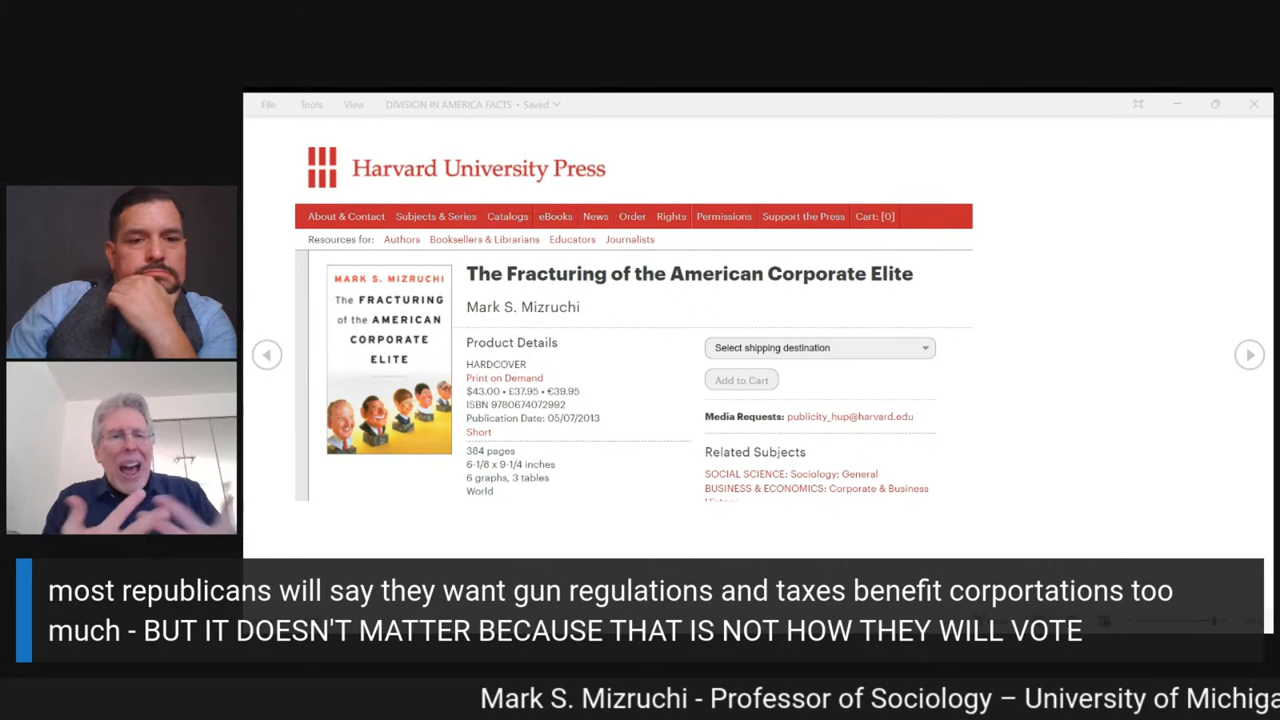 File Tools View DIVISION IN AMERICA FACTS • Saved
Harvard University Press
About & Contact Subjects & Series Catalogs eBooks News Order Rights Permissions Support the Press Cart: [0]
Resources for: Authors Booksellers & Librarians Educators Journalists
MARK S. MIZRUCHI
The FRACTURING
of the AMERICAN
CORPORATE
ELITE
The Fracturing of the American Corporate Elite
Mark S. Mizruchi
Product Details
HARDCOVER
Print on Demand
$43.00 • £37.95 • €39.95
ISBN 9780674072992
Publication Date: 05/07/2013
Short
384 pages
6-1/8 x 9-1/4 inches
6 graphs, 3 tables
World
Select shipping destination
Add to Cart
Media Requests: publicity_hup@harvard.edu
Related Subjects
SOCIAL SCIENCE: Sociology: General
BUSINESS & ECONOMICS: Corporate & Business
most republicans will say they want gun regulations and taxes benefit corportations too
much - BUT IT DOESN'T MATTER BECAUSE THAT IS NOT HOW THEY WILL VOTE
Mark S. Mizruchi - Professor of Sociology – University of Michiga